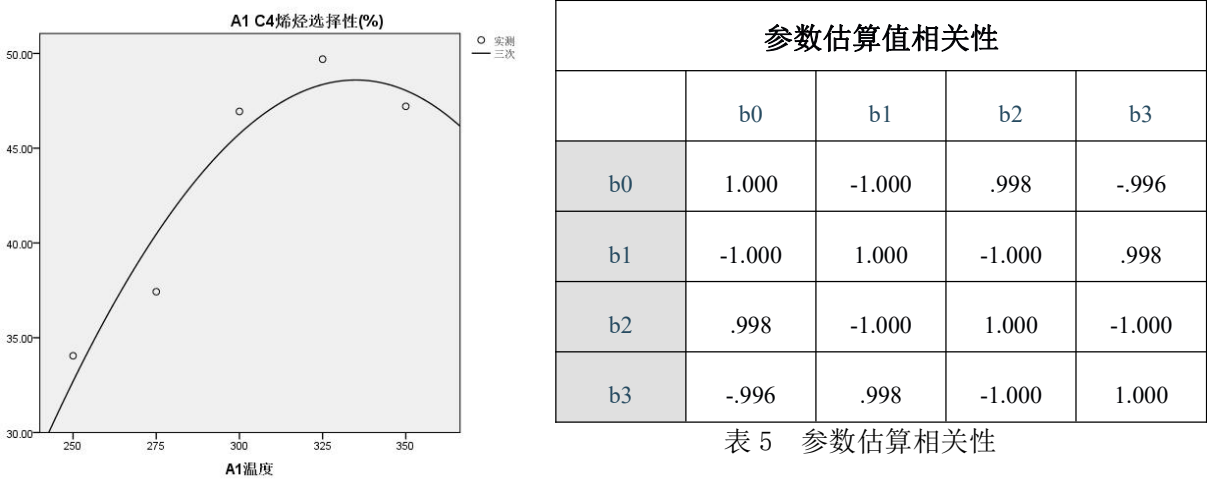 A1 C4烯烃选择性(%)
实测
三次
50.00
45.00
40.00
35.00
30.00
250 275 300 325 350
A1温度
参数估算值相关性
b0 b1 b2 b3
b0 1.000 -1.000 .998 -.996
b1 -1.000 1.000 -1.000 .998
b2 .998 -1.000 1.000 -1.000
b3 -.996 .998 -1.000 1.000
表 5 参数估算相关性